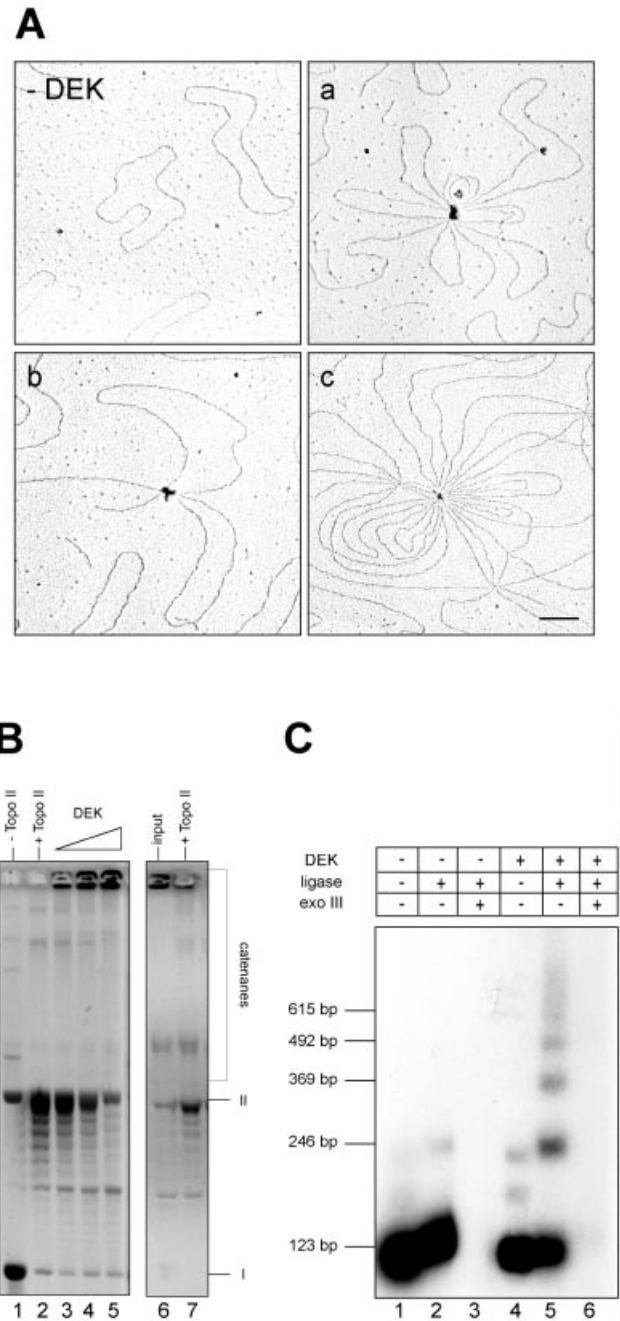 A
- DEK
a
b
c
B
- Topo II
+ Topo II
DEK
input
+ Topo II
catenanes
II
I
1 2 3 4 5 6 7
C
DEK - - - + + +
ligase - + + - + +
exo III - - + - - +
615 bp
492 bp
369 bp
246 bp
123 bp
1 2 3 4 5 6